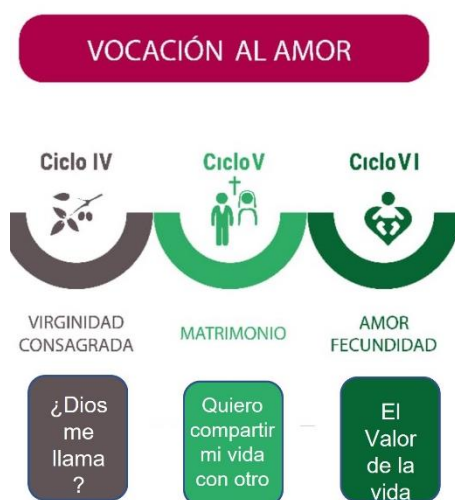 VOCACIÓN AL AMOR
Ciclo IV
Ciclo V
Ciclo VI
VIRGINIDAD
CONSAGRADA
MATRIMONIO
AMOR
FECUNDIDAD
¿Dios
me
llama
?
Quiero
compartir
mi vida
con otro
El
Valor
de la
vida